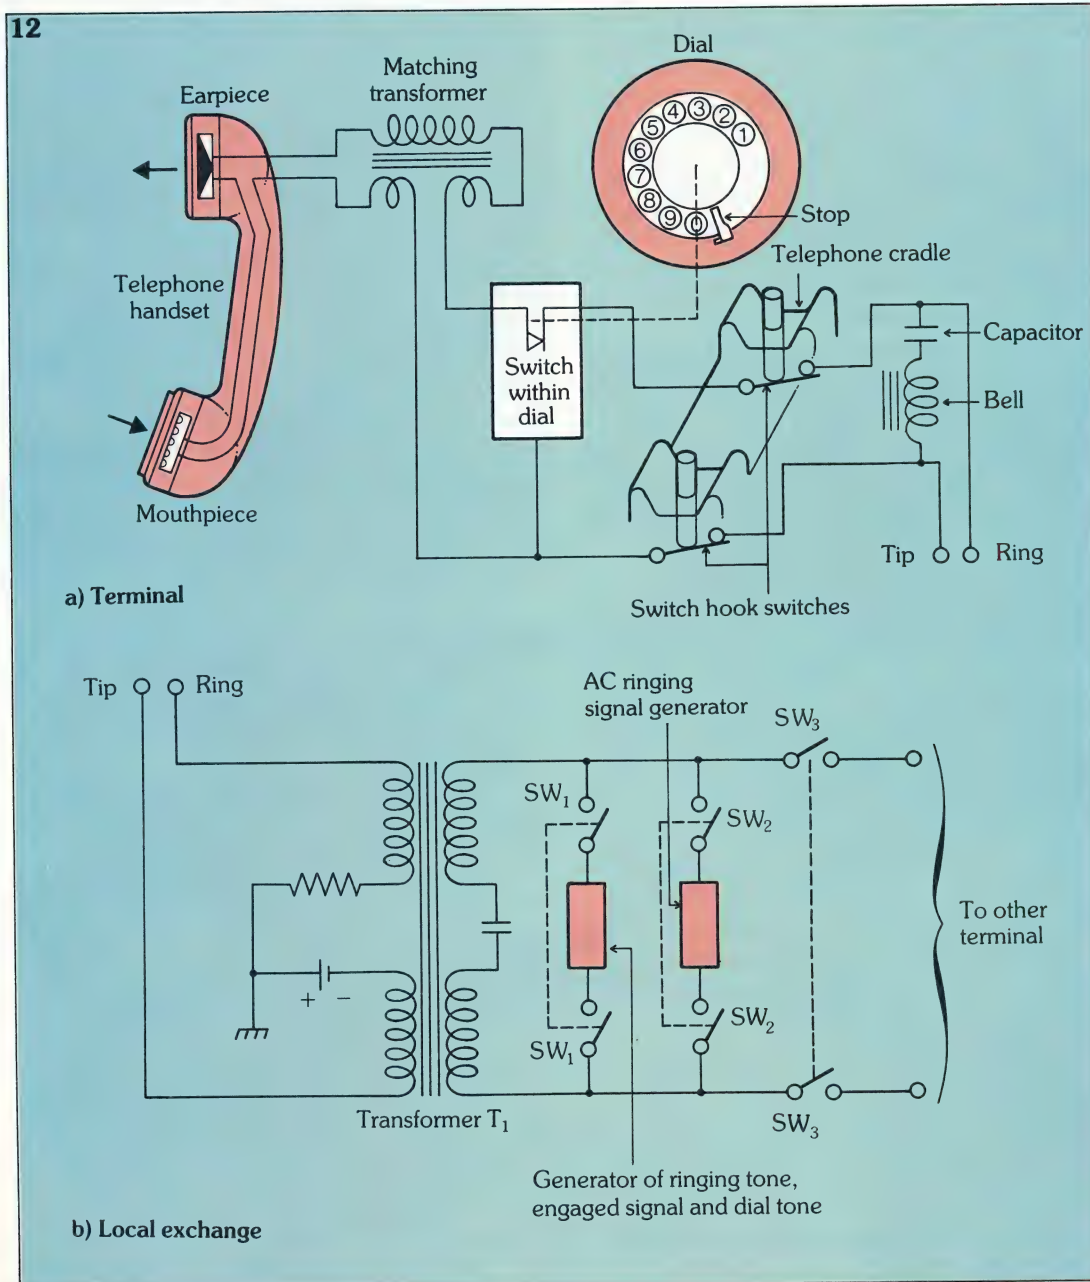 12
Dial
Matching
transformer
Earpiece
3
4
2
5
1
6
7
8
9
0
Stop
Telephone cradle
Telephone
handset
Capacitor
Switch
within
dial
Bell
Mouthpiece
Tip
Ring
a) Terminal
Switch hook switches
Tip
Ring
AC ringing
signal generator
SW3
SW1
SW2
To other
terminal
+ -
SW1
SW2
Transformer T1
SW3
Generator of ringing tone,
engaged signal and dial tone
b) Local exchange